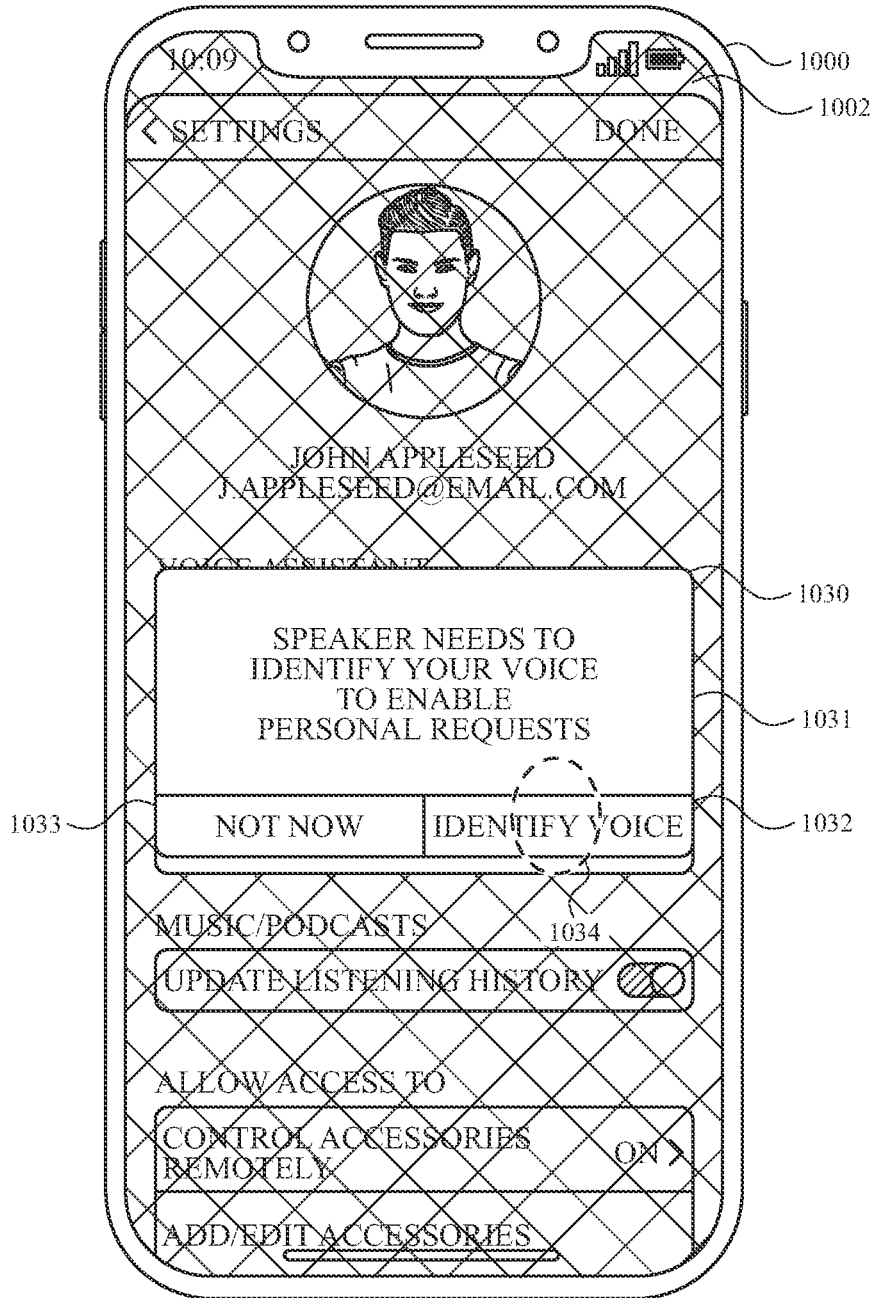 10:09
1000
1002
< SETTINGS DONE
JOHN APPLESEED
J.APPLESEED@EMAIL.COM
VOICE ASSISTANT
1030
SPEAKER NEEDS TO
IDENTIFY YOUR VOICE
TO ENABLE
PERSONAL REQUESTS
1031
1033
NOT NOW IDENTIFY VOICE
1032
MUSIC/PODCASTS
1034
UPDATE LISTENING HISTORY
ALLOW ACCESS TO
CONTROL ACCESSORIES
REMOTELY
ON >
ADD/EDIT ACCESSORIES